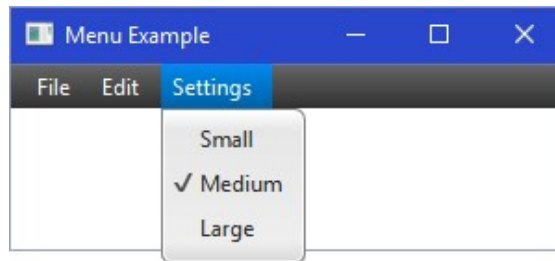 Menu Example
File Edit Settings
Small
✓ Medium
Large